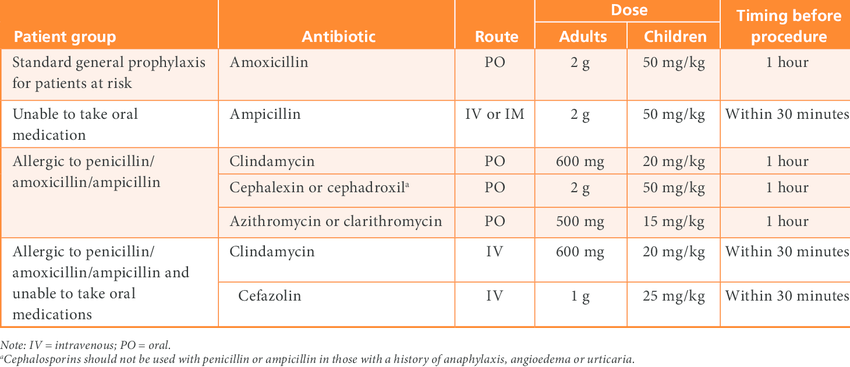 Dose Timing before
Patient group Antibiotic Route Adults Children procedure
Standard general prophylaxis Amoxicillin PO 2 g 50 mg/kg 1 hour
for patients at risk
Unable to take oral Ampicillin IV or IM 2 g 50 mg/kg Within 30 minutes
medication
Allergic to penicillin/ Clindamycin PO 600 mg 20 mg/kg 1 hour
amoxicillin/ampicillin
Cephalexin or cephadroxilᵃ PO 2 g 50 mg/kg 1 hour
Azithromycin or clarithromycin PO 500 mg 15 mg/kg 1 hour
Allergic to penicillin/ Clindamycin IV 600 mg 20 mg/kg Within 30 minutes
amoxicillin/ampicillin and
unable to take oral Cefazolin IV 1 g 25 mg/kg Within 30 minutes
medications
Note: IV = intravenous; PO = oral.
ᵃCephalosporins should not be used with penicillin or ampicillin in those with a history of anaphylaxis, angioedema or urticaria.